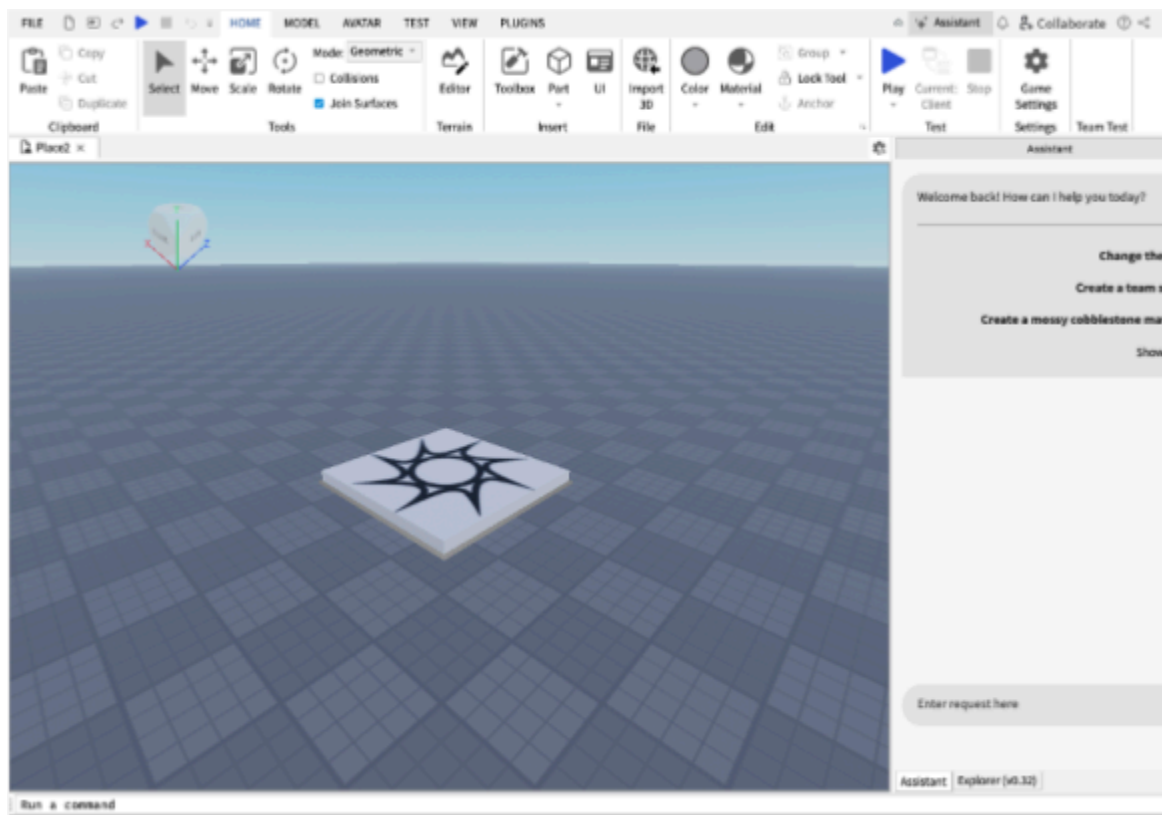 FILE HOME MODEL AVATAR TEST VIEW PLUGINS Assistant Collaborate
Copy Mode: Geometric Group
Cut Collisions Lock Tool
Paste Duplicate Select Move Scale Rotate Join Surfaces Editor Toolbox Part UI Import 3D Color Material Anchor Play Current: Client Stop Game Settings
Clipboard Tools Terrain Insert File Edit Test Settings Team Test
Place2 × Assistant
Welcome back! How can I help you today?
Change the
Create a team s
Create a mossy cobblestone ma
Show
Enter request here
Assistant Explorer (v0.32)
Run a command